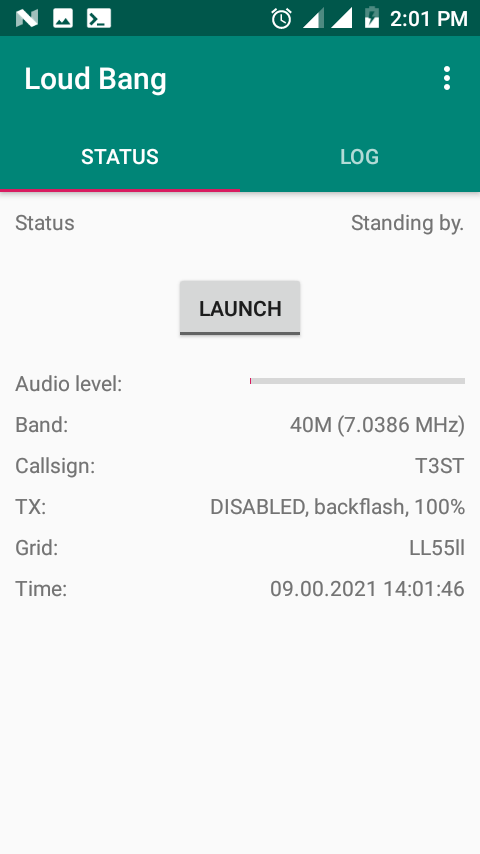 2:01 PM
Loud Bang
STATUS LOG
Status Standing by.
LAUNCH
Audio level:
Band: 40M (7.0386 MHz)
Callsign: T3ST
TX: DISABLED, backflash, 100%
Grid: LL55ll
Time: 09.00.2021 14:01:46